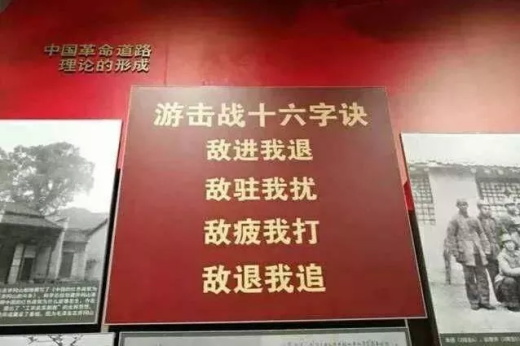 中国革命道路
理论的形成
游击战十六字诀
敌进我退
敌驻我扰
敌疲我打
敌退我追